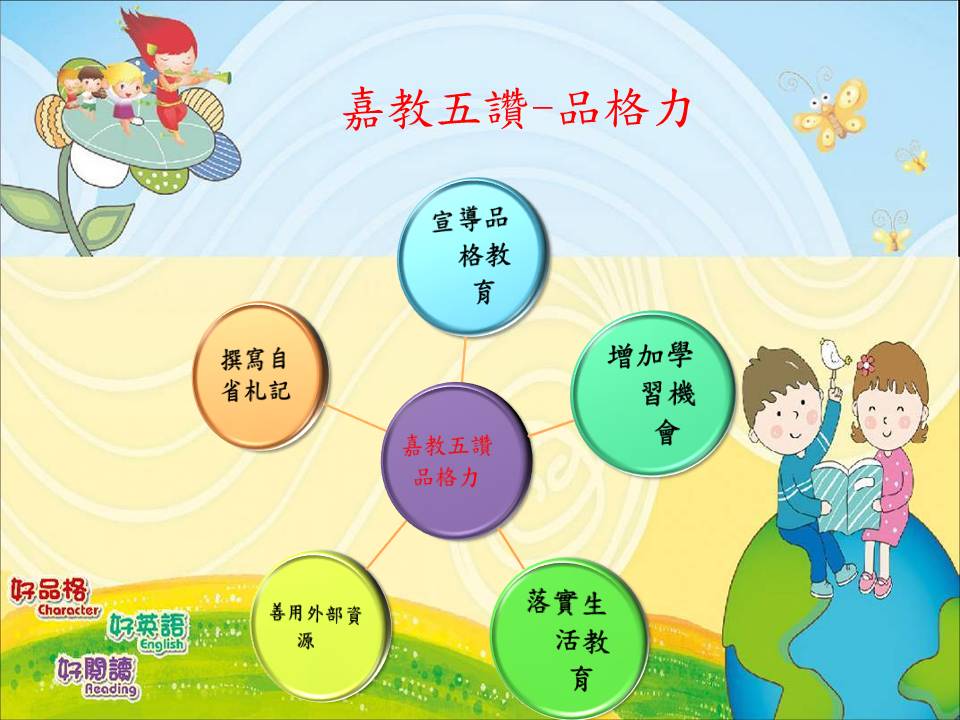 嘉教五讚-品格力
宣導品
格教
育
增加學
習機
會
撰寫自
省札記
嘉教五讚
品格力
善用外部資
源
落實生
活教
育
好品格
Character
好英語
English
好閱讀
Reading